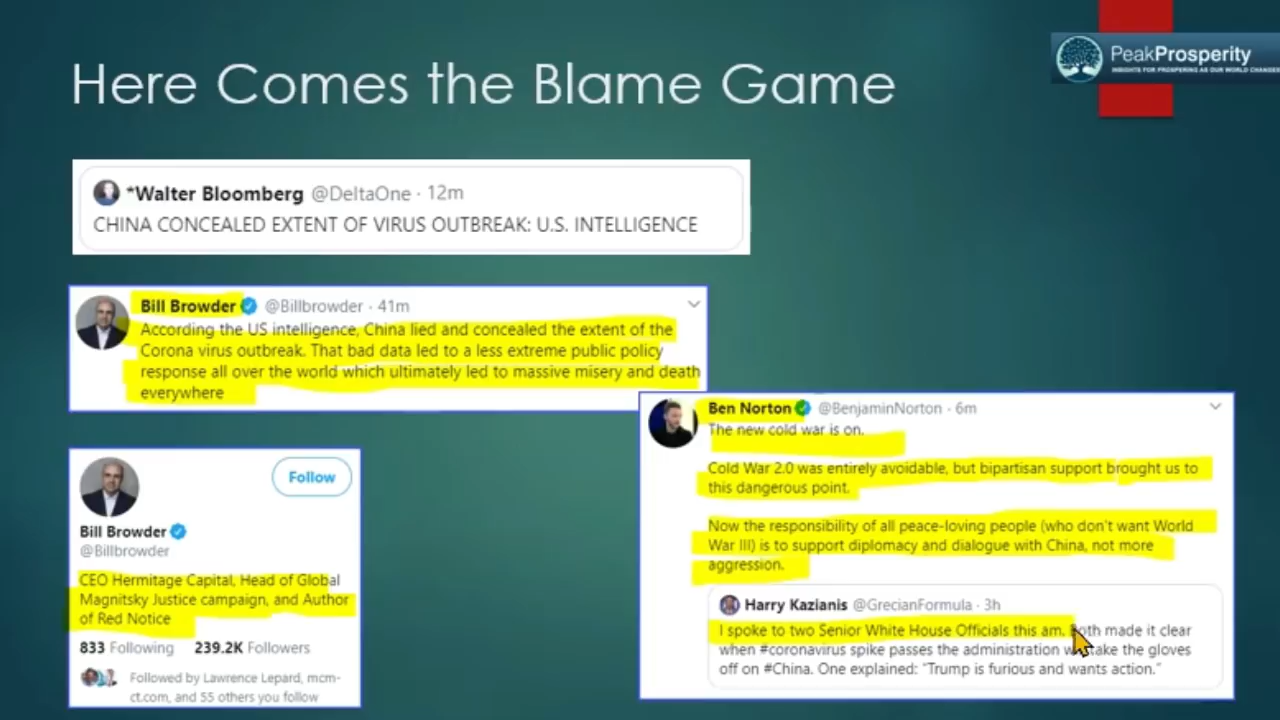 Here Comes the Blame Game
PeakProsperity
INSIGHTS FOR PROSPERING AS OUR WORLD CHANGES
*Walter Bloomberg @DeltaOne · 12m
CHINA CONCEALED EXTENT OF VIRUS OUTBREAK: U.S. INTELLIGENCE
Bill Browder @Billbrowder · 41m
According the US intelligence, China lied and concealed the extent of the
Corona virus outbreak. That bad data led to a less extreme public policy
response all over the world which ultimately led to massive misery and death
everywhere
Ben Norton @BenjaminNorton · 6m
The new cold war is on.
Cold War 2.0 was entirely avoidable, but bipartisan support brought us to
this dangerous point.
Now the responsibility of all peace-loving people (who don't want World
War III) is to support diplomacy and dialogue with China, not more
aggression.
Harry Kazianis @GrecianFormula · 3h
I spoke to two Senior White House Officials this am. Both made it clear
when #coronavirus spike passes the administration take the gloves
off on #China. One explained: "Trump is furious and wants action."
Follow
Bill Browder
@Billbrowder
CEO Hermitage Capital, Head of Global
Magnitsky Justice campaign, and Author
of Red Notice
833 Following 239.2K Followers
Followed by Lawrence Lepard, mcm-
ct.com, and 55 others you follow